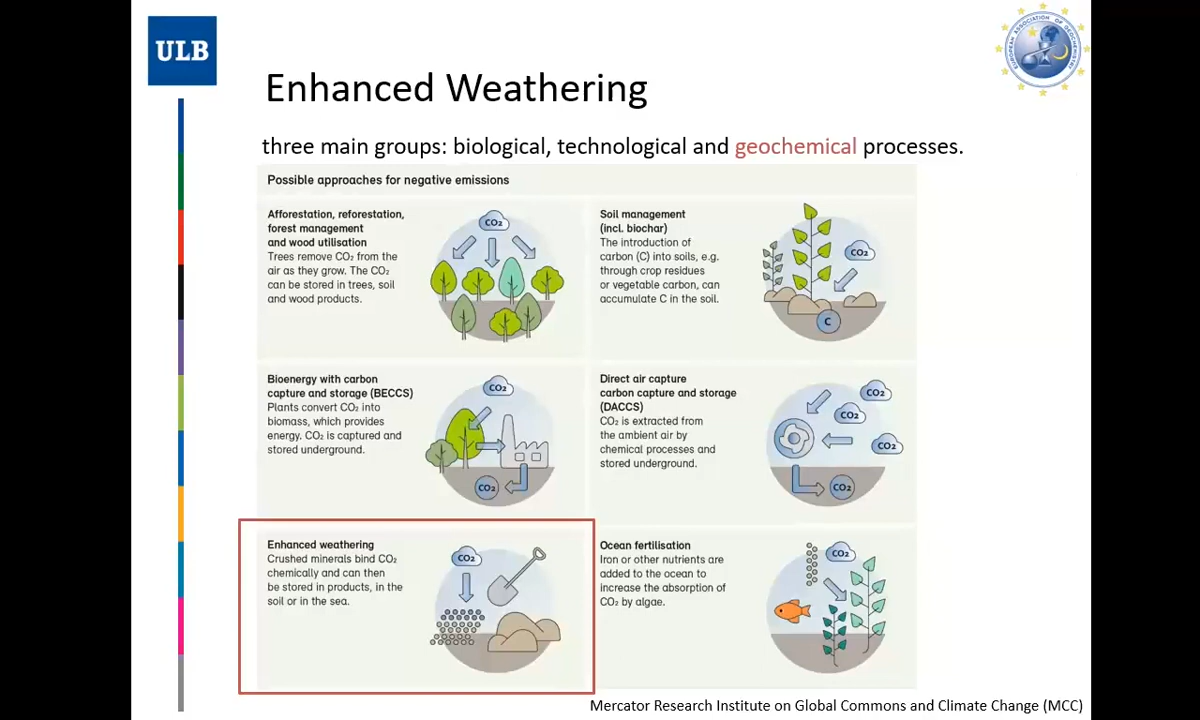 ULB
EUROPEAN ASSOCIATION OF GEOCHEMISTRY
Enhanced Weathering
three main groups: biological, technological and geochemical processes.
Possible approaches for negative emissions
Afforestation, reforestation,
forest management
and wood utilisation
Trees remove CO₂ from the
air as they grow. The CO₂
can be stored in trees, soil
and wood products.
CO₂
Soil management
(incl. biochar)
The introduction of
carbon (C) into soils, e.g.
through crop residues
or vegetable carbon, can
accumulate C in the soil.
CO₂
C
Bioenergy with carbon
capture and storage (BECCS)
Plants convert CO₂ into
biomass, which provides
energy. CO₂ is captured and
stored underground.
CO₂
CO₂
Direct air capture
carbon capture and storage
(DACCS)
CO₂ is extracted from
the ambient air by
chemical processes and
stored underground.
CO₂
CO₂
CO₂
CO₂
Enhanced weathering
Crushed minerals bind CO₂
chemically and can then
be stored in products, in the
soil or in the sea.
CO₂
Ocean fertilisation
Iron or other nutrients are
added to the ocean to
increase the absorption of
CO₂ by algae.
CO₂
Mercator Research Institute on Global Commons and Climate Change (MCC)